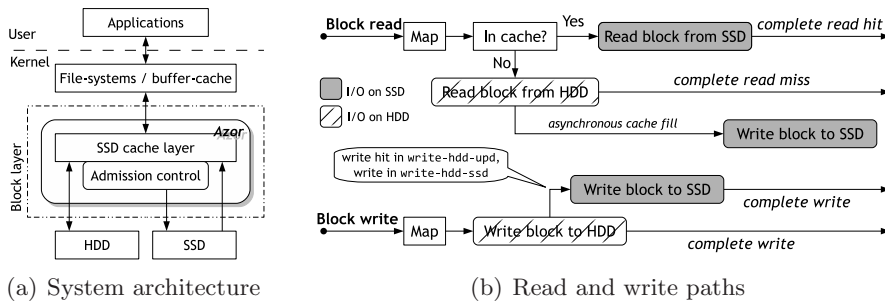 Applications
User
Kernel
File-systems / buffer-cache
Block layer
Azor
SSD cache layer
Admission control
HDD
SSD
(a) System architecture
Block read
Map
In cache?
Yes
Read block from SSD
complete read hit
No
I/O on SSD
I/O on HDD
Read block from HDD
complete read miss
asynchronous cache fill
Write block to SSD
write hit in write-hdd-upd,
write in write-hdd-ssd
Write block to SSD
complete write
Block write
Map
Write block to HDD
complete write
(b) Read and write paths